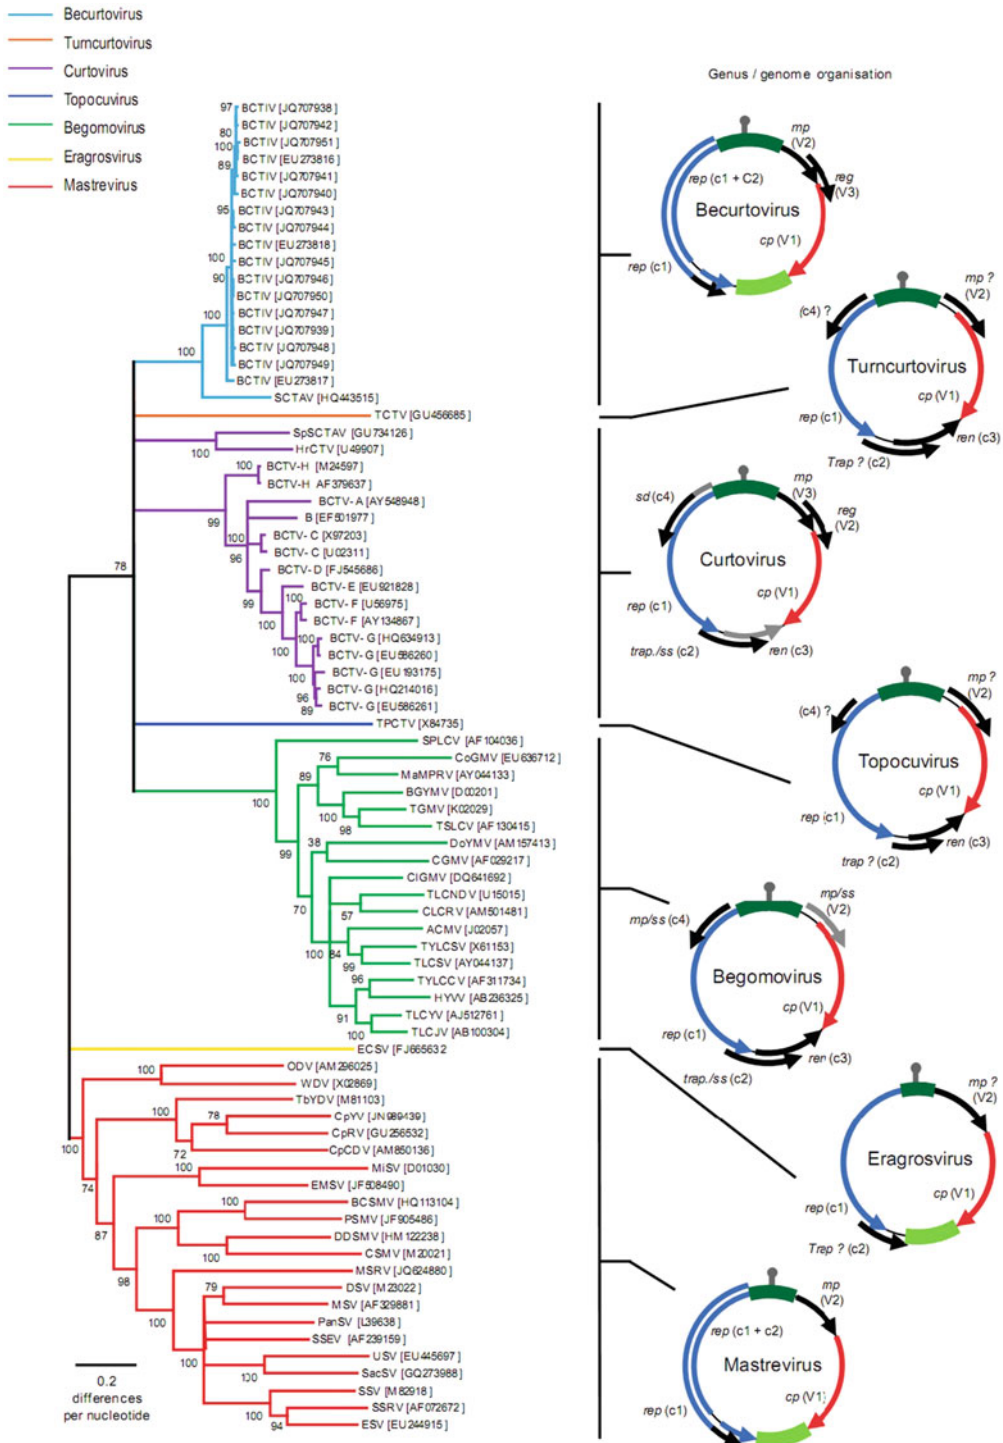 Becurtovirus
Turncurtovirus
Curtovirus
Topocuvirus
Begomovirus
Eragrosvirus
Mastrevirus
Genus / genome organisation
97
BCTIV [JQ707938]
80
BCTIV [JQ707942]
100
BCTIV [JQ707951]
BCTIV [EU273816]
89
BCTIV [JQ707941]
BCTIV [JQ707940]
95
BCTIV [JQ707943]
BCTIV [JQ707944]
BCTIV [EU273818]
100
BCTIV [JQ707945]
90
BCTIV [JQ707946]
BCTIV [JQ707950]
BCTIV [JQ707947]
100
BCTIV [JQ707939]
BCTIV [JQ707948]
100
BCTIV [JQ707949]
BCTIV [EU273817]
SCTAV [HQ443515]
TCTV [GU456685]
SpSCTAV [GU734126]
100
HrCTV [U49907]
100
BCTV-H [M24597]
BCTV-H AF379637]
BCTV-A [AY548948]
99
B [EF501977]
100
BCTV-C [X97203]
96
BCTV-C [U02311]
BCTV-D [FJ545686]
78
99
BCTV-E [EU921828]
100
BCTV-F [U56975]
100
BCTV-F [AY134867]
100
BCTV-G [HQ634913]
BCTV-G [EU586260]
100
BCTV-G [EU193175]
96
BCTV-G [HQ214016]
89
BCTV-G [EU586261]
TPCTV [X84735]
SPLCV [AF104036]
76
CoGMV [EU636712]
89
MaMPRV [AY044133]
100
BGYMV [D00201]
100
TGMV [K02029]
98
TSLCV [AF130415]
99
38
DoYMV [AM157413]
CGMV [AF029217]
CIGMV [DQ641692]
70
TLCNDV [U15015]
57
CLCRV [AM501481]
ACMV [J02057]
100
84
TYLCSV [X61153]
99
TLCSV [AY044137]
96
TYLCCV [AF311734]
HYVV [AB236325]
91
TLCYV [AJ512761]
100
TLCJV [AB100304]
ECSV [FJ665632
100
ODV [AM296025]
WDV [X02869]
100
TbYDV [M81103]
78
CpYV [JN989439]
100
CpRV [GU256532]
72
CpCDV [AM850136]
100
MiSV [D01030]
74
EMSV [JF508490]
100
BCSMV [HQ113104]
100
PSMV [JF905486]
87
DDSMV [HM122238]
100
CSMV [M20021]
98
MSRV [JQ624880]
79
DSV [M23022]
MSV [AF329881]
100
PanSV [L39638]
SSEV [AF239159]
100
USV [EU445697]
100
SacSV [GQ273988]
SSV [M82918]
100
SSRV [AF072672]
94
ESV [EU244915]
0.2
differences
per nucleotide
mp
(V2)
reg
(V3)
rep (c1 + C2)
Becurtovirus
cp (V1)
rep (c1)
mp ?
(V2)
(c4) ?
Turncurtovirus
cp (V1)
rep (c1)
ren (c3)
Trap ? (c2)
mp
(V3)
sd (c4)
reg
(V2)
Curtovirus
cp (V1)
rep (c1)
trap./ss (c2)
ren (c3)
mp ?
(V2)
(c4) ?
Topocuvirus
cp (V1)
rep (c1)
ren (c3)
trap ? (c2)
mp/ss
(V2)
mp/ss (c4)
Begomovirus
cp (V1)
rep (c1)
ren (c3)
trap./ss (c2)
mp ?
(V2)
Eragrosvirus
cp (V1)
rep (c1)
Trap ? (c2)
mp
(V2)
rep (c1 + c2)
Mastrevirus
cp (V1)
rep (c1)